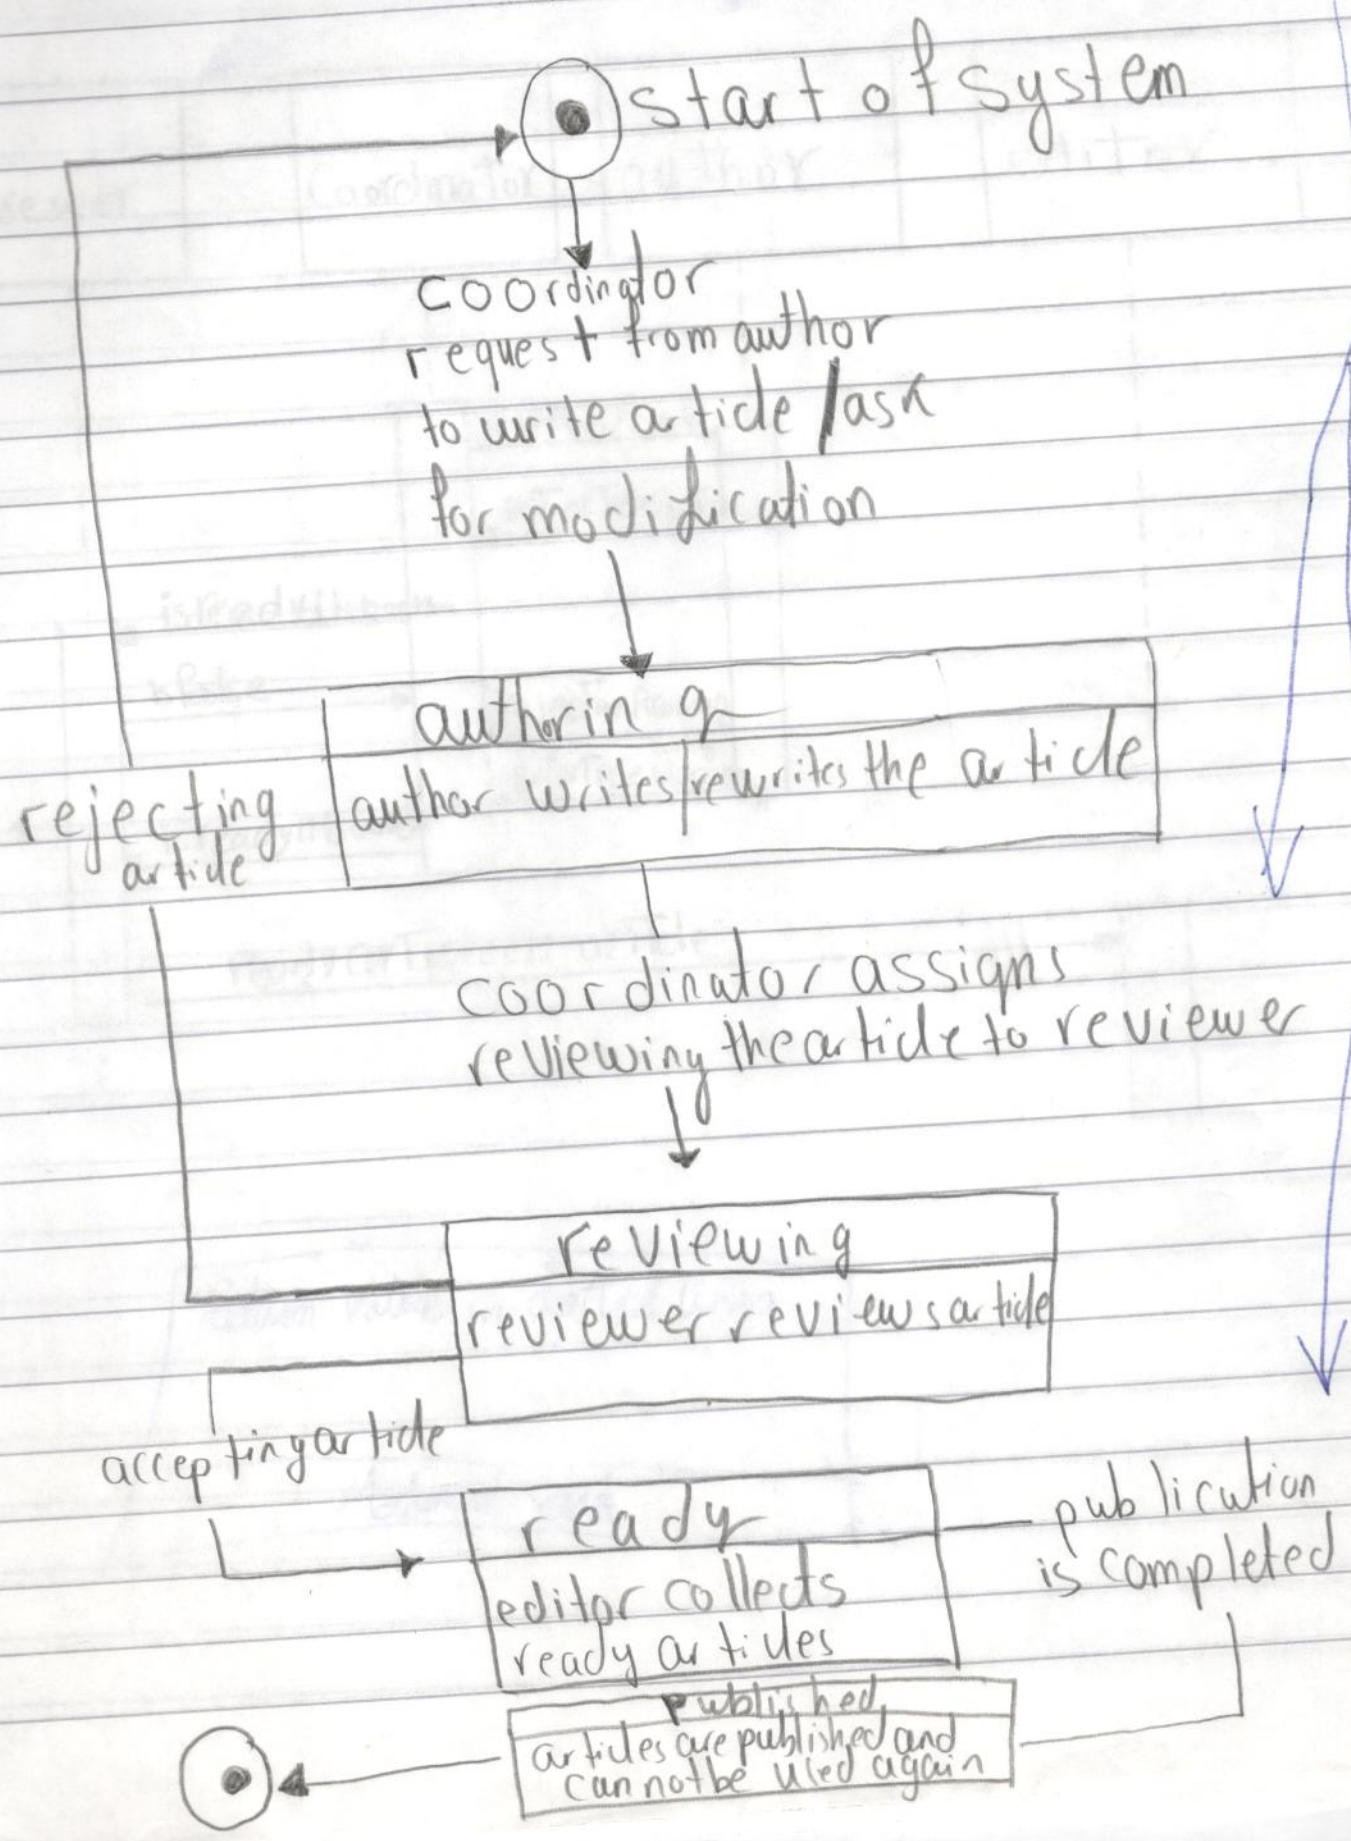 start of system
coordinator
request from author
to write article / ask
for modification
authoring
author writes/rewrites the article
rejecting
article
coordinator assigns
reviewing the article to reviewer
reviewing
reviewer reviews article
accepting article
ready
editor collects
ready articles
publication
is completed
published
articles are published and
can not be used again